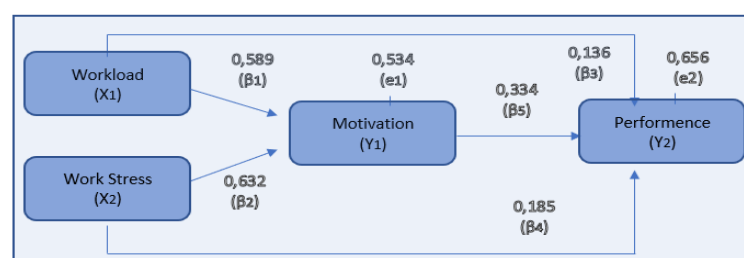 0,589
(β1)
0,534
(e1)
0,136
(β3)
0,656
(e2)
Workload
(X1)
0,334
(β5)
Motivation
(Y1)
Performence
(Y2)
Work Stress
(X2)
0,632
(β2)
0,185
(β4)